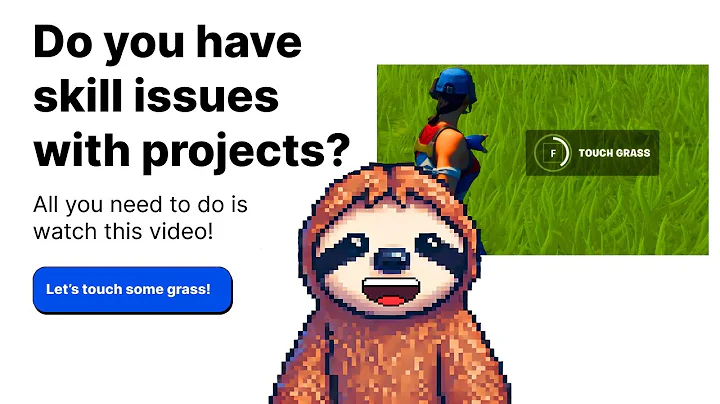 Do you have
skill issues
with projects?
All you need to do is
watch this video!
Let's touch some grass!
F
TOUCH GRASS